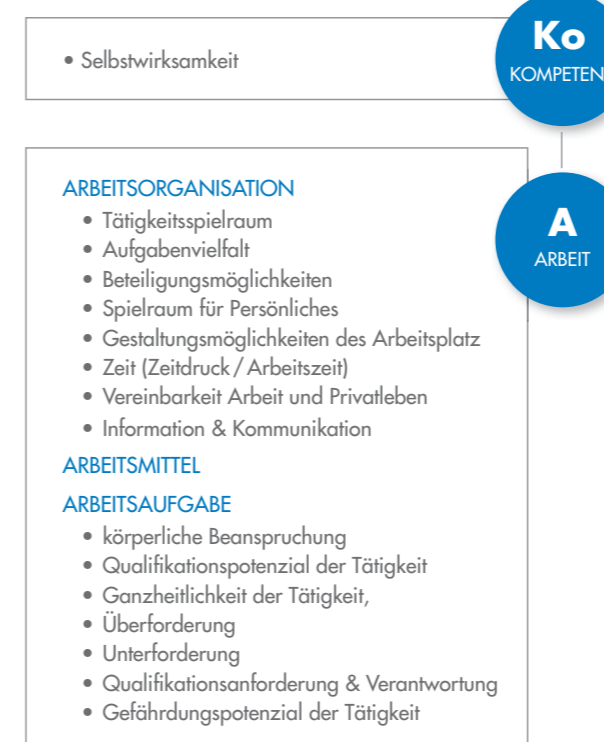 • Selbstwirksamkeit
Ko
KOMPETEN
ARBEITSORGANISATION
• Tätigkeitsspielraum
• Aufgabenvielfalt
• Beteiligungsmöglichkeiten
• Spielraum für Persönliches
• Gestaltungsmöglichkeiten des Arbeitsplatz
• Zeit (Zeitdruck / Arbeitszeit)
• Vereinbarkeit Arbeit und Privatleben
• Information & Kommunikation
A
ARBEIT
ARBEITSMITTEL
ARBEITSAUFGABE
• körperliche Beanspruchung
• Qualifikationspotenzial der Tätigkeit
• Ganzheitlichkeit der Tätigkeit,
• Überforderung
• Unterforderung
• Qualifikationsanforderung & Verantwortung
• Gefährdungspotenzial der Tätigkeit